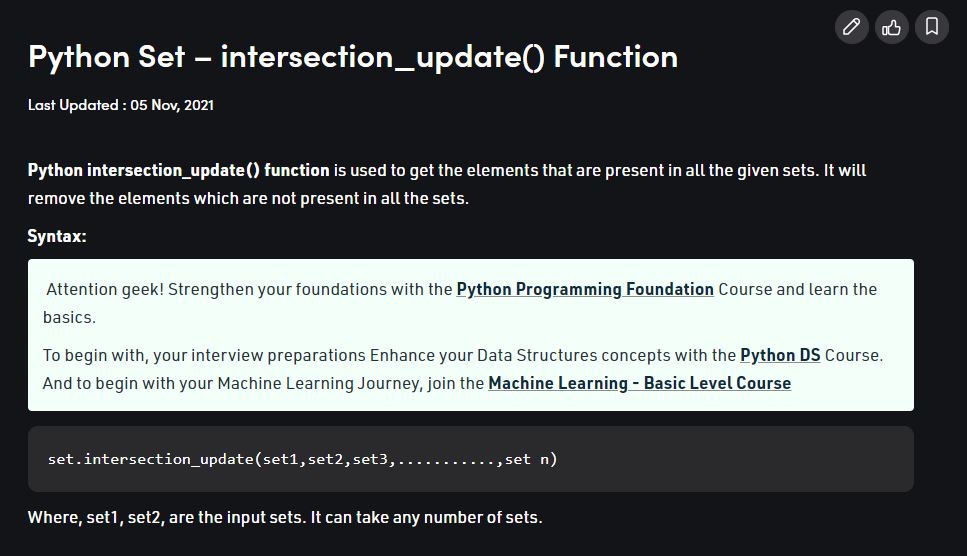 Python Set – intersection_update() Function
Last Updated : 05 Nov, 2021
Python intersection_update() function is used to get the elements that are present in all the given sets. It will
remove the elements which are not present in all the sets.
Syntax:
Attention geek! Strengthen your foundations with the Python Programming Foundation Course and learn the
basics.
To begin with, your interview preparations Enhance your Data Structures concepts with the Python DS Course.
And to begin with your Machine Learning Journey, join the Machine Learning - Basic Level Course
set.intersection_update(set1,set2,set3,...........,set n)
Where, set1, set2, are the input sets. It can take any number of sets.